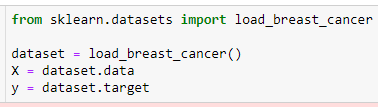 from sklearn.datasets import load_breast_cancer
dataset = load_breast_cancer()
X = dataset.data
y = dataset.target